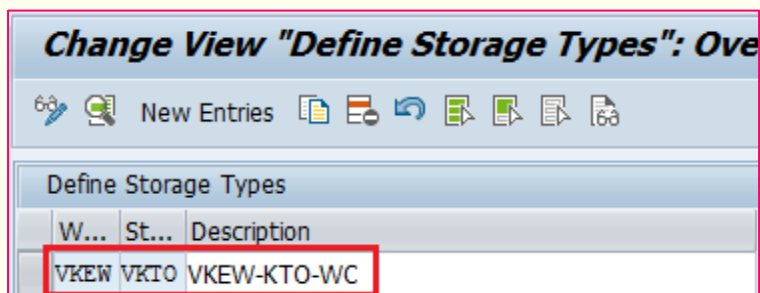 Change View "Define Storage Types": Ove
New Entries
Define Storage Types
W... St... Description
VKEW VKTO VKEW-KTO-WC